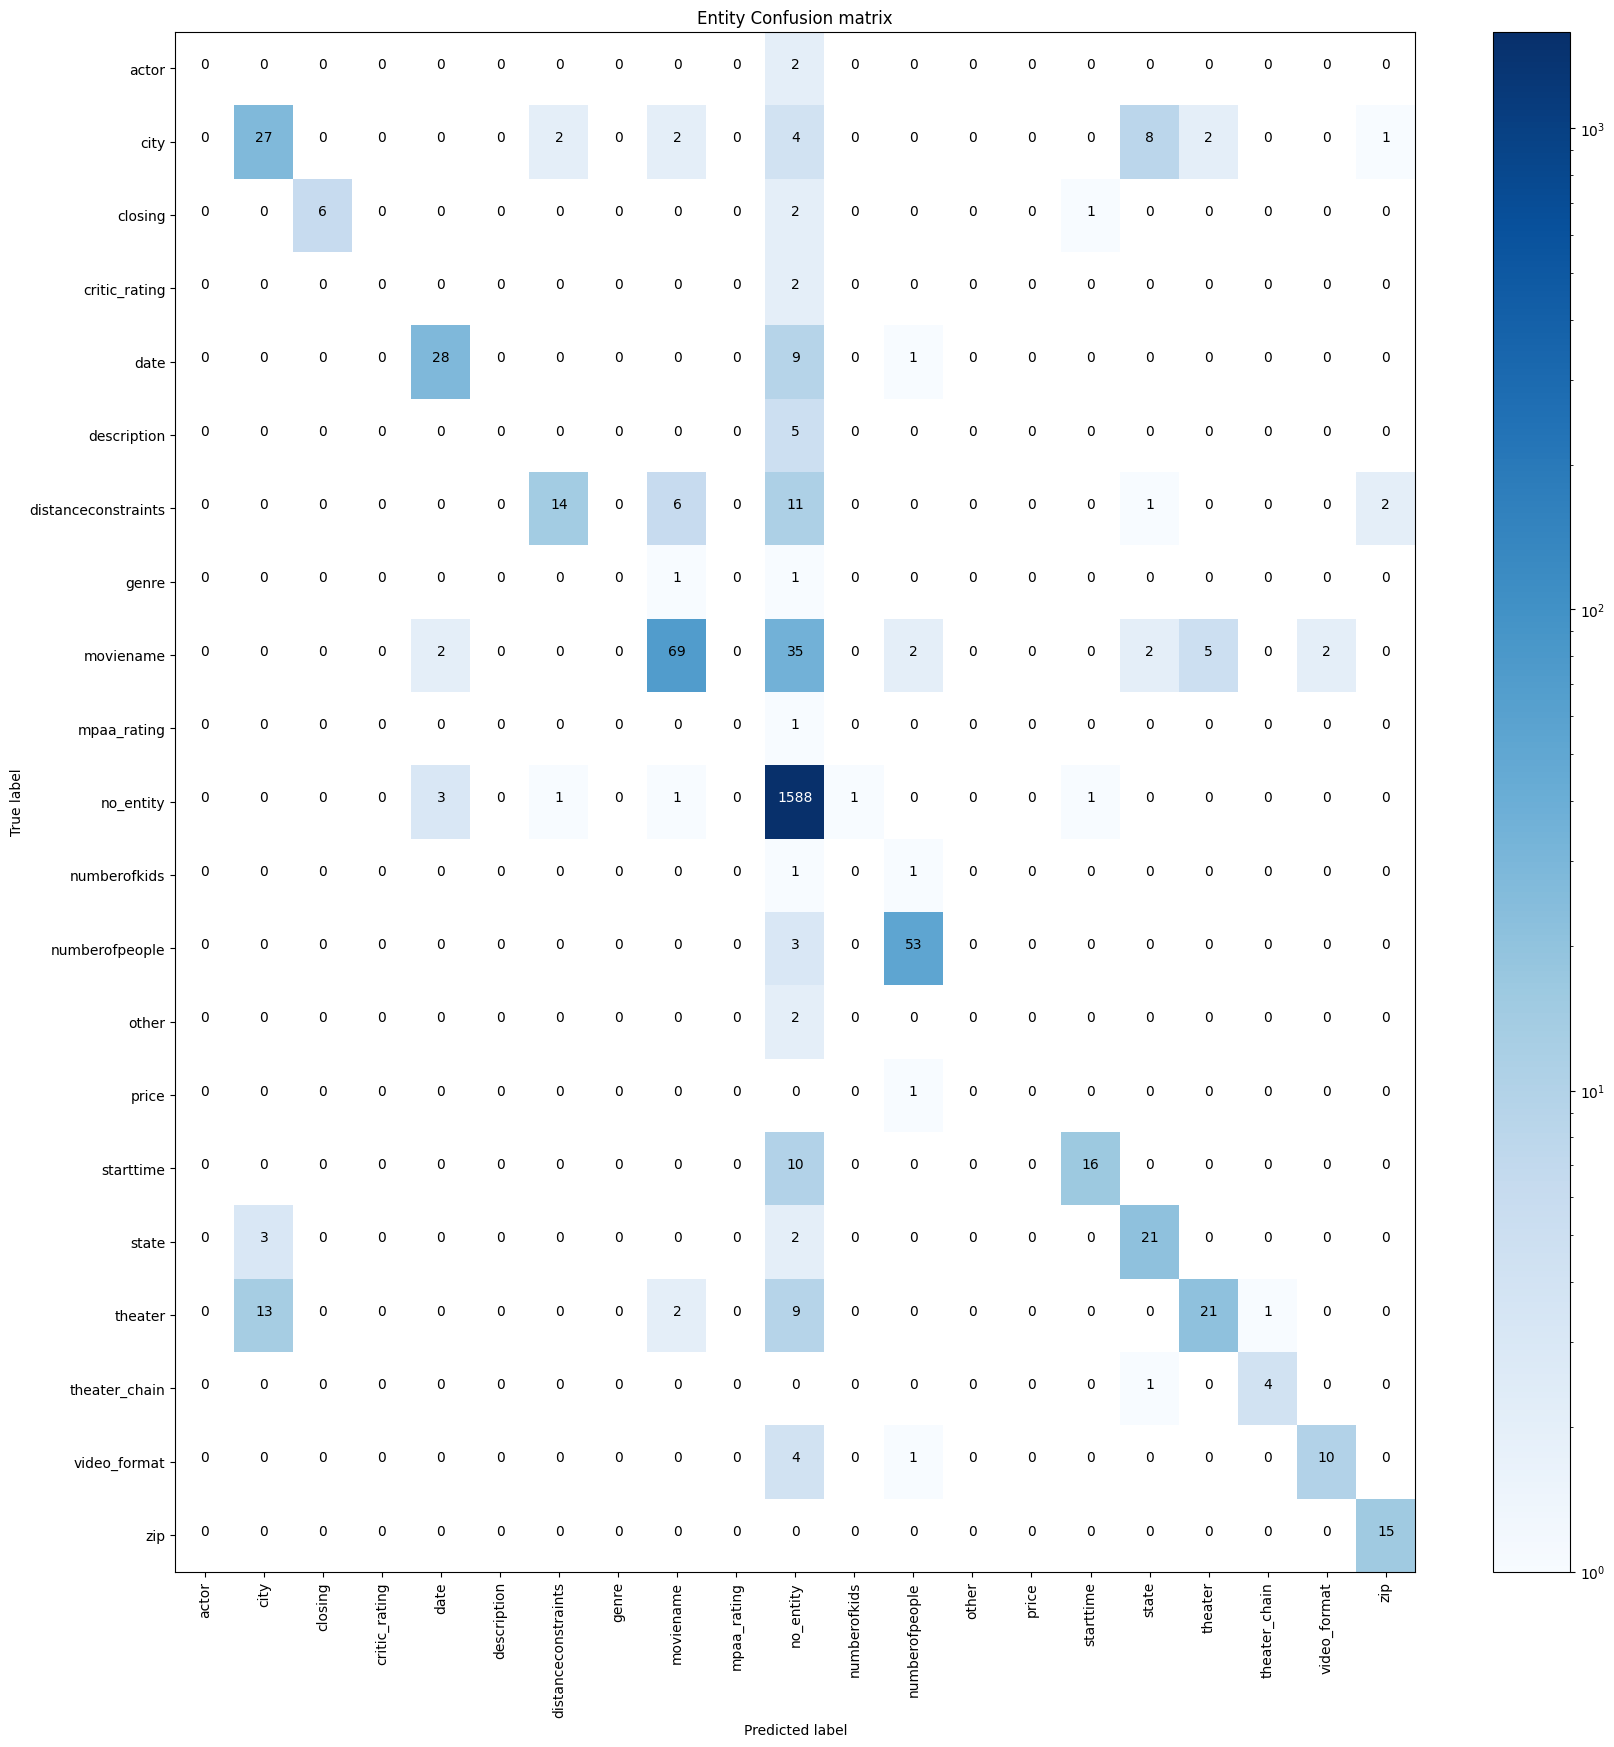 Entity Confusion matrix
actor 0 0 0 0 0 0 0 0 0 0 2 0 0 0 0 0 0 0 0 0 0
city 0 27 0 0 0 0 2 0 2 0 4 0 0 0 0 0 8 2 0 0 1
closing 0 0 6 0 0 0 0 0 0 0 2 0 0 0 0 1 0 0 0 0 0
critic_rating 0 0 0 0 0 0 0 0 0 0 2 0 0 0 0 0 0 0 0 0 0
date 0 0 0 0 28 0 0 0 0 0 9 0 1 0 0 0 0 0 0 0 0
description 0 0 0 0 0 0 0 0 0 0 5 0 0 0 0 0 0 0 0 0 0
distanceconstraints 0 0 0 0 0 0 14 0 6 0 11 0 0 0 0 0 1 0 0 0 2
genre 0 0 0 0 0 0 0 0 1 0 1 0 0 0 0 0 0 0 0 0 0
moviename 0 0 0 0 2 0 0 0 69 0 35 0 2 0 0 0 2 5 0 2 0
mpaa_rating 0 0 0 0 0 0 0 0 0 0 1 0 0 0 0 0 0 0 0 0 0
no_entity 0 0 0 0 3 0 1 0 1 0 1588 1 0 0 0 1 0 0 0 0 0
numberofkids 0 0 0 0 0 0 0 0 0 0 1 0 1 0 0 0 0 0 0 0 0
numberofpeople 0 0 0 0 0 0 0 0 0 0 3 0 53 0 0 0 0 0 0 0 0
other 0 0 0 0 0 0 0 0 0 0 2 0 0 0 0 0 0 0 0 0 0
price 0 0 0 0 0 0 0 0 0 0 0 0 1 0 0 0 0 0 0 0 0
starttime 0 0 0 0 0 0 0 0 0 0 10 0 0 0 0 16 0 0 0 0 0
state 0 3 0 0 0 0 0 0 0 0 2 0 0 0 0 0 21 0 0 0 0
theater 0 13 0 0 0 0 0 0 2 0 9 0 0 0 0 0 0 21 1 0 0
theater_chain 0 0 0 0 0 0 0 0 0 0 0 0 0 0 0 0 1 0 4 0 0
video_format 0 0 0 0 0 0 0 0 0 0 4 0 1 0 0 0 0 0 0 10 0
zip 0 0 0 0 0 0 0 0 0 0 0 0 0 0 0 0 0 0 0 0 15
True label
actor
city
closing
critic_rating
date
description
distanceconstraints
genre
moviename
mpaa_rating
no_entity
numberofkids
numberofpeople
other
price
starttime
state
theater
theater_chain
video_format
zip
Predicted label
10³
10²
10¹
10⁰